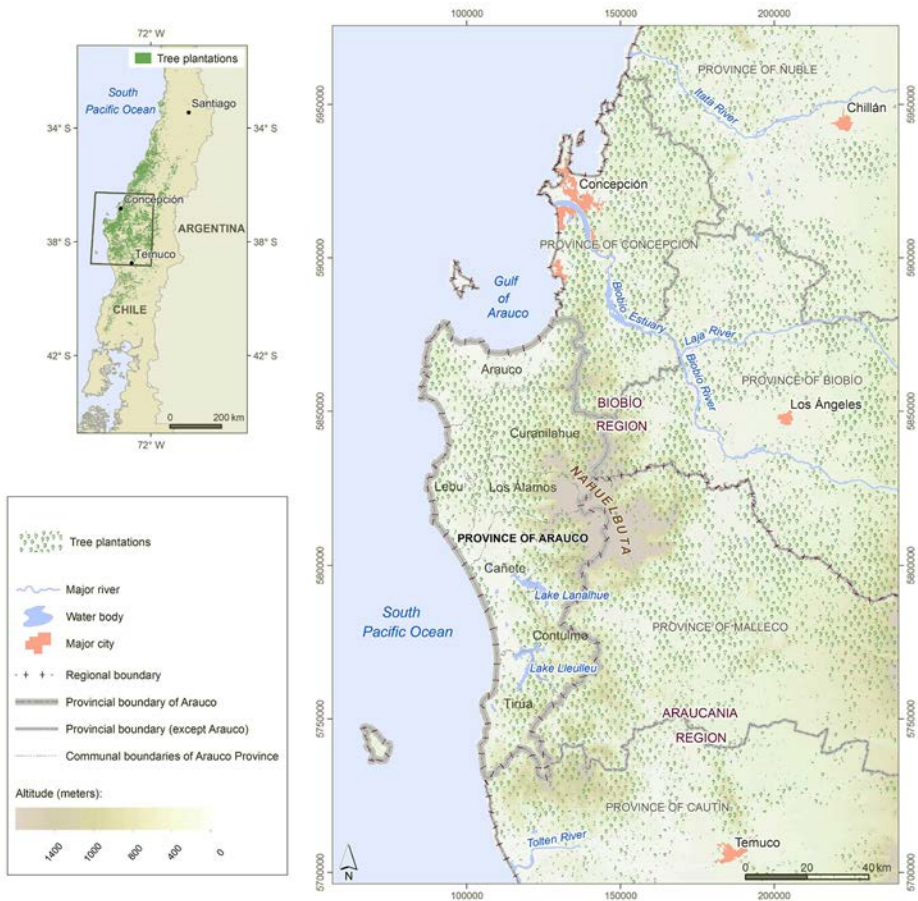 72° W
Tree plantations
South
Pacific Ocean
Santiago
34° S
34° S
Concepción
ARGENTINA
38° S
38° S
Temuco
CHILE
42° S
42° S
0 200 km
72° W
Tree plantations
Major river
Water body
Major city
Regional boundary
Provincial boundary of Arauco
Provincial boundary (except Arauco)
Communal boundaries of Arauco Province
Altitude (meters):
1400 1000 400 0
100000 150000 200000
PROVINCE OF ÑUBLE
Itata River
Chillán
5950000
5950000
Concepción
PROVINCE OF CONCEPCIÓN
5900000
5900000
Gulf
of
Arauco
Biobío Estuary
Laja River
Biobío River
Arauco
PROVINCE OF BIOBÍO
BIOBÍO
REGION
Los Ángeles
5850000
5850000
Curanilahue
NAHUELBUTA
Lebu
Los Álamos
PROVINCE OF ARAUCO
Cañete
5800000
5800000
Lake Lanalhue
South
Pacific Ocean
Contulmo
PROVINCE OF MALLECO
Lake Lleulleu
Tirúa
ARAUCANIA
REGION
5750000
5750000
PROVINCE OF CAUTÍN
Tolten River
Temuco
N
0 20 40 km
5700000
5700000
100000 150000 200000